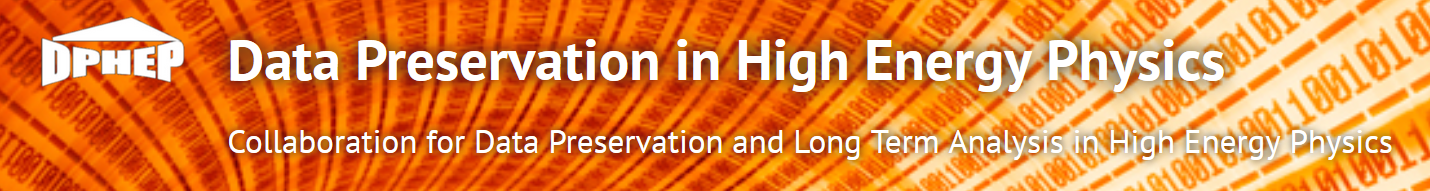 DPHEP
Data Preservation in High Energy Physics
Collaboration for Data Preservation and Long Term Analysis in High Energy Physics